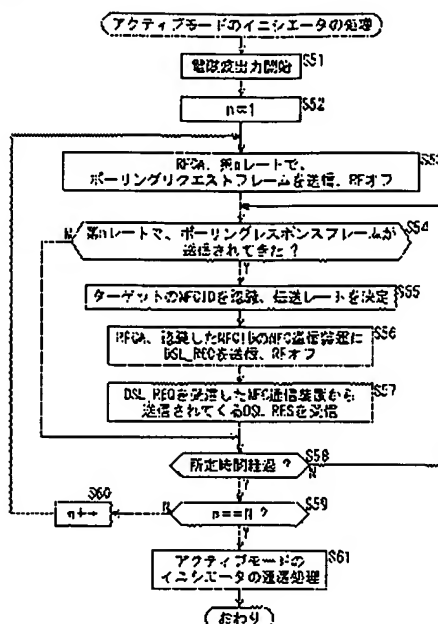 アクティブモードのイニシエータの処理
電磁波出力開始
S51
n=1
S52
RFCA、第nレートで、
ポーリングリクエストフレームを送信、RFオフ
S53
第nレートで、ポーリングレスポンスフレームが
送信されてきた？
S54
N
Y
ターゲットのNFCIDを認識、伝送レートを決定
S55
RFCA、認識したNFCIDのNFC通信装置に
DSL_REQを送信、RFオフ
S56
DSL_REQを受信したNFC通信装置から
送信されてくるDSL_RESを受信
S57
所定時間経過？
S58
N
Y
n==N？
S59
N
Y
n++
S60
アクティブモードの
イニシエータの通信処理
S61
おわり